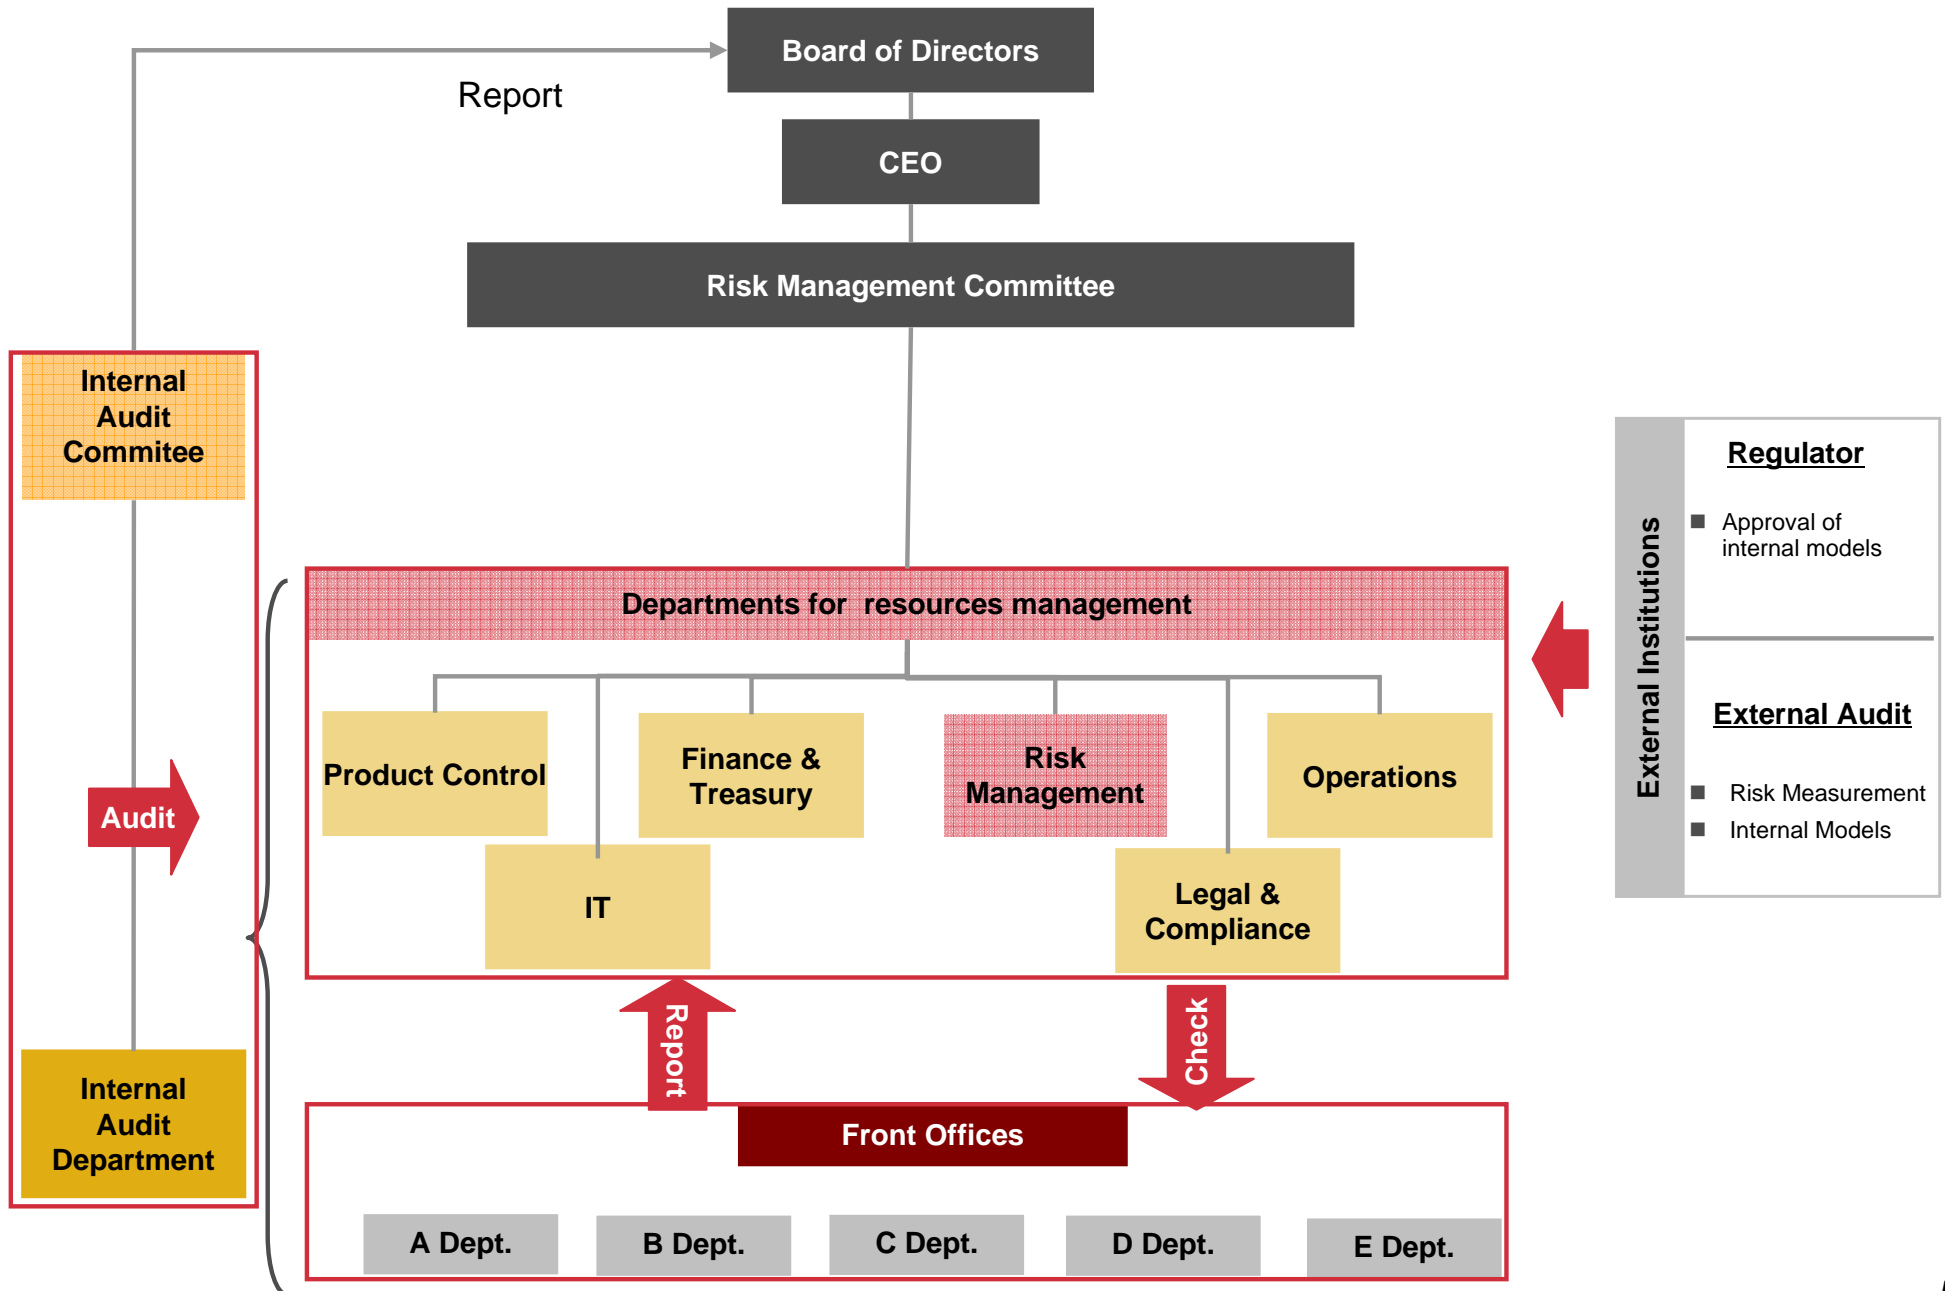 Board of Directors
Report
CEO
Risk Management Committee
Internal
Audit
Commitee
Audit
Internal
Audit
Department
Departments for  resources management
Product Control
Finance &
Treasury
Risk
Management
Operations
IT
Legal &
Compliance
Report
Check
Front Offices
A Dept.
B Dept.
C Dept.
D Dept.
E Dept.
External Institutions
Regulator
■ Approval of
internal models
External Audit
■ Risk Measurement
■ Internal Models